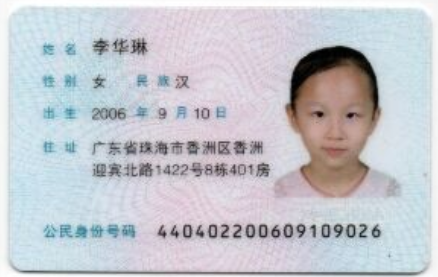 姓名 李华琳
性别 女 民族 汉
出生 2006 年 9 月 10 日
住址 广东省珠海市香洲区香洲
迎宾北路1422号8栋401房
公民身份号码 440402200609109026